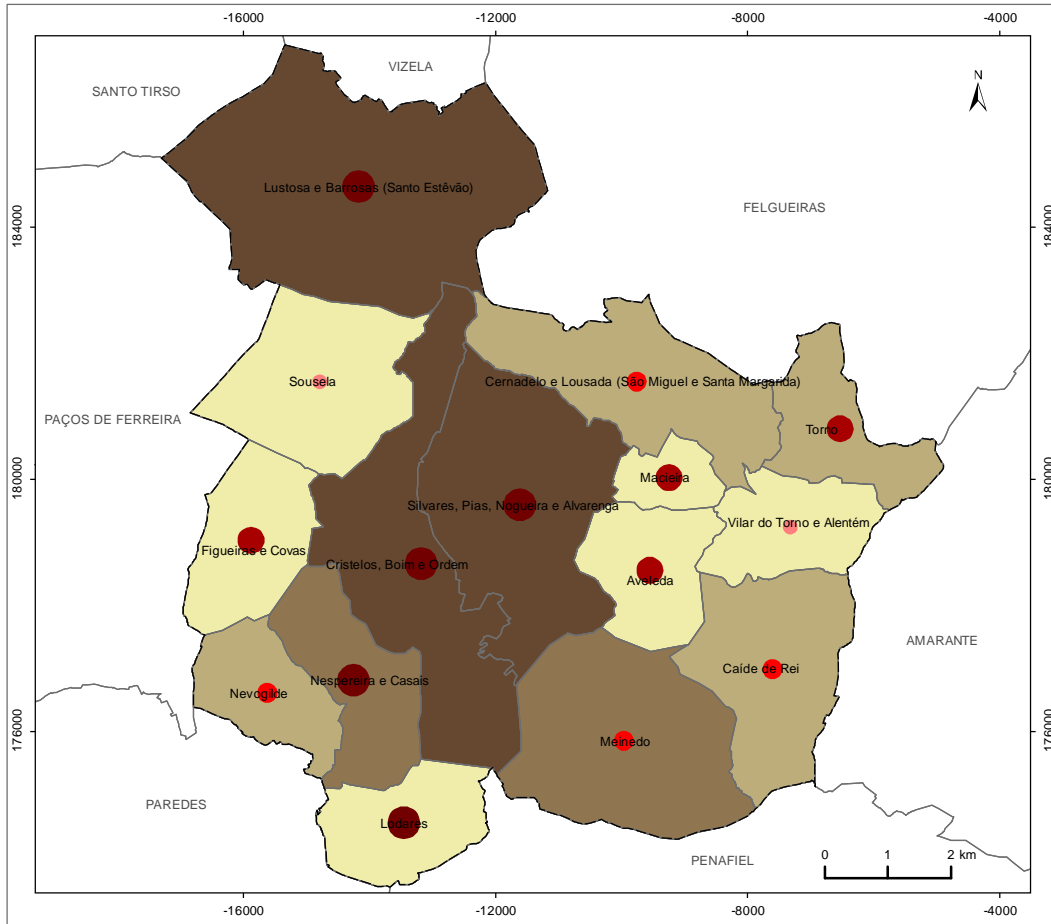 -16000
-12000
-8000
-4000
VIZELA
SANTO TIRSO
N
Lustosa e Barrosas (Santo Estêvão)
FELGUEIRAS
184000
184000
Sousela
Cernadelo e Lousada (São Miguel e Santa Margarida)
PAÇOS DE FERREIRA
Torno
Macieira
180000
180000
Silvares, Pias, Nogueira e Alvarenga
Vilar do Torno e Alentém
Figueiras e Covas
Cristelos, Boim e Ordem
Aveleda
AMARANTE
Caíde de Rei
Nespereira e Casais
Nevogilde
176000
176000
Meinedo
PAREDES
Lodares
PENAFIEL
0
1
2 km
-16000
-12000
-8000
-4000